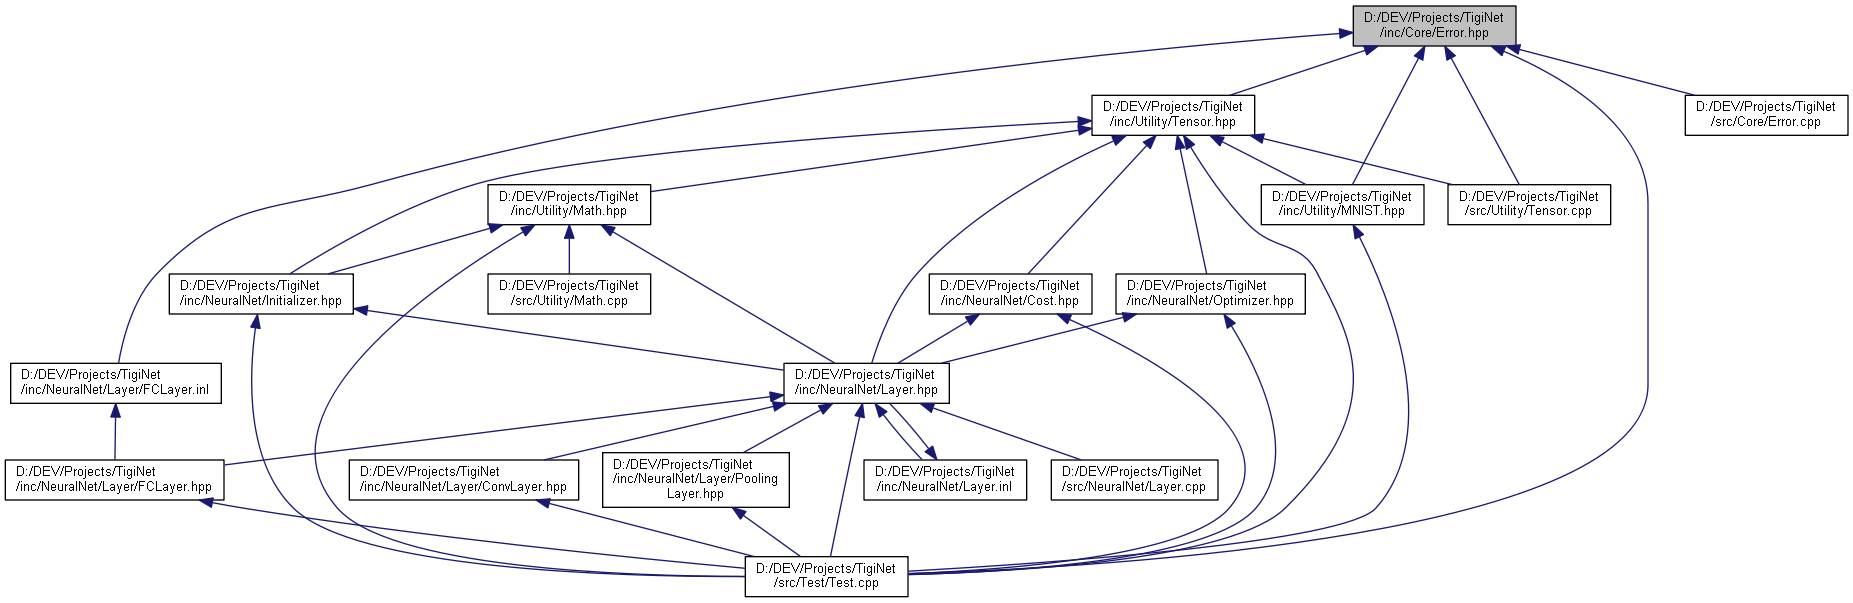 D:/DEV/Projects/TigiNet
/inc/Core/Error.hpp
D:/DEV/Projects/TigiNet
/inc/Utility/Tensor.hpp
D:/DEV/Projects/TigiNet
/src/Core/Error.cpp
D:/DEV/Projects/TigiNet
/inc/Utility/Math.hpp
D:/DEV/Projects/TigiNet
/inc/Utility/MNIST.hpp
D:/DEV/Projects/TigiNet
/src/Utility/Tensor.cpp
D:/DEV/Projects/TigiNet
/inc/NeuralNet/Initializer.hpp
D:/DEV/Projects/TigiNet
/src/Utility/Math.cpp
D:/DEV/Projects/TigiNet
/inc/NeuralNet/Cost.hpp
D:/DEV/Projects/TigiNet
/inc/NeuralNet/Optimizer.hpp
D:/DEV/Projects/TigiNet
/inc/NeuralNet/Layer/FCLayer.inl
D:/DEV/Projects/TigiNet
/inc/NeuralNet/Layer.hpp
D:/DEV/Projects/TigiNet
/inc/NeuralNet/Layer/FCLayer.hpp
D:/DEV/Projects/TigiNet
/inc/NeuralNet/Layer/ConvLayer.hpp
D:/DEV/Projects/TigiNet
/inc/NeuralNet/Layer/Pooling
Layer.hpp
D:/DEV/Projects/TigiNet
/inc/NeuralNet/Layer.inl
D:/DEV/Projects/TigiNet
/src/NeuralNet/Layer.cpp
D:/DEV/Projects/TigiNet
/src/Test/Test.cpp